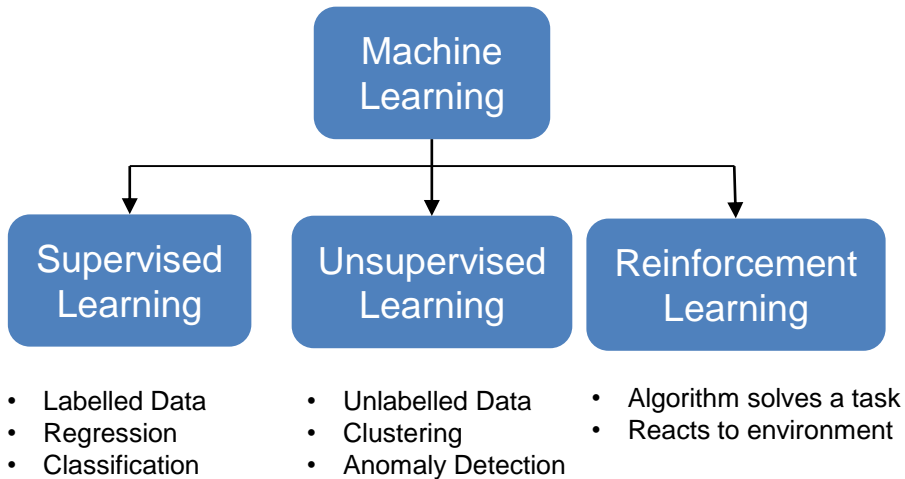 Machine
Learning
Supervised
Learning
Unsupervised
Learning
Reinforcement
Learning
• Labelled Data
• Regression
• Classification
• Unlabelled Data
• Clustering
• Anomaly Detection
• Algorithm solves a task
• Reacts to environment